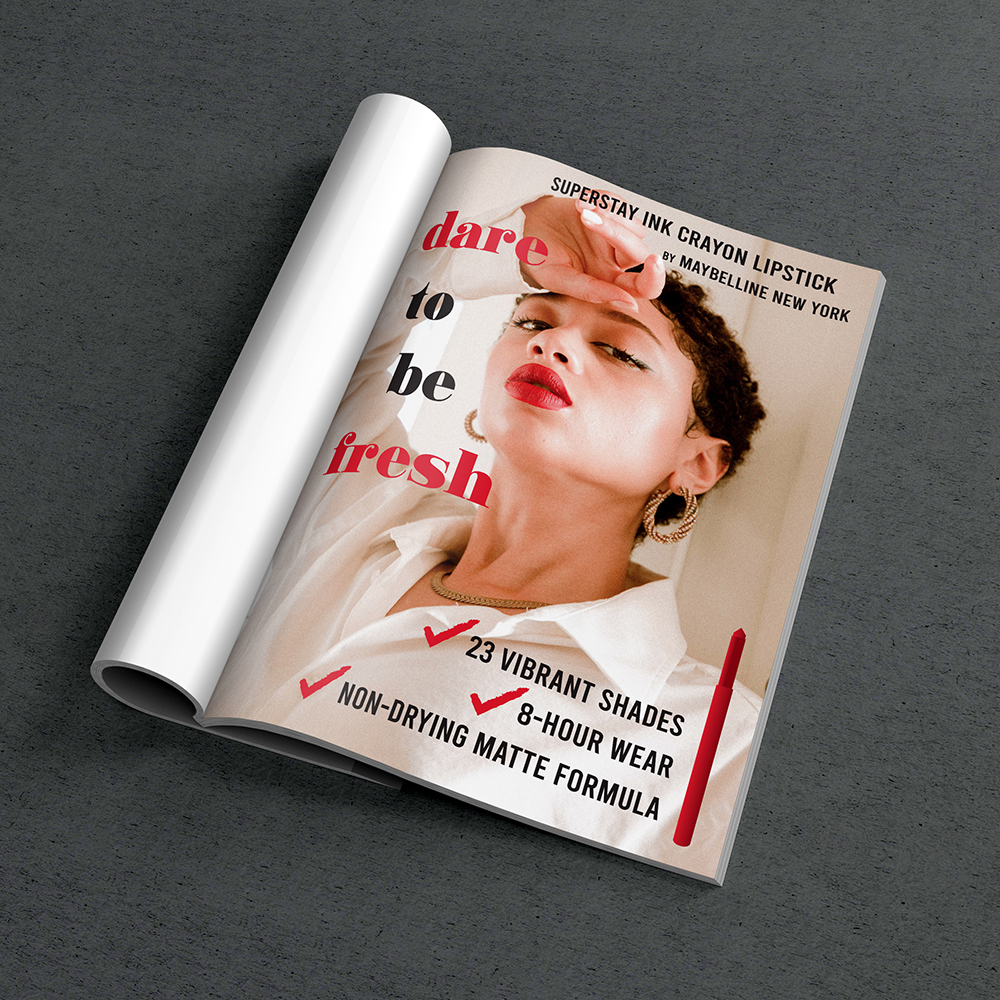 SUPERSTAY INK CRAYON LIPSTICK
BY MAYBELLINE NEW YORK
dare
to
be
fresh
23 VIBRANT SHADES
8-HOUR WEAR
NON-DRYING MATTE FORMULA